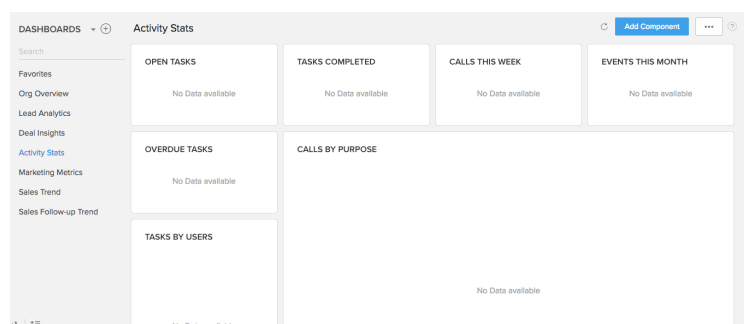 DASHBOARDS
Search
Favorites
Org Overview
Lead Analytics
Deal Insights
Activity Stats
Marketing Metrics
Sales Trend
Sales Follow-up Trend
Activity Stats
Add Component
OPEN TASKS
No Data available
TASKS COMPLETED
No Data available
CALLS THIS WEEK
No Data available
EVENTS THIS MONTH
No Data available
OVERDUE TASKS
No Data available
CALLS BY PURPOSE
No Data available
TASKS BY USERS